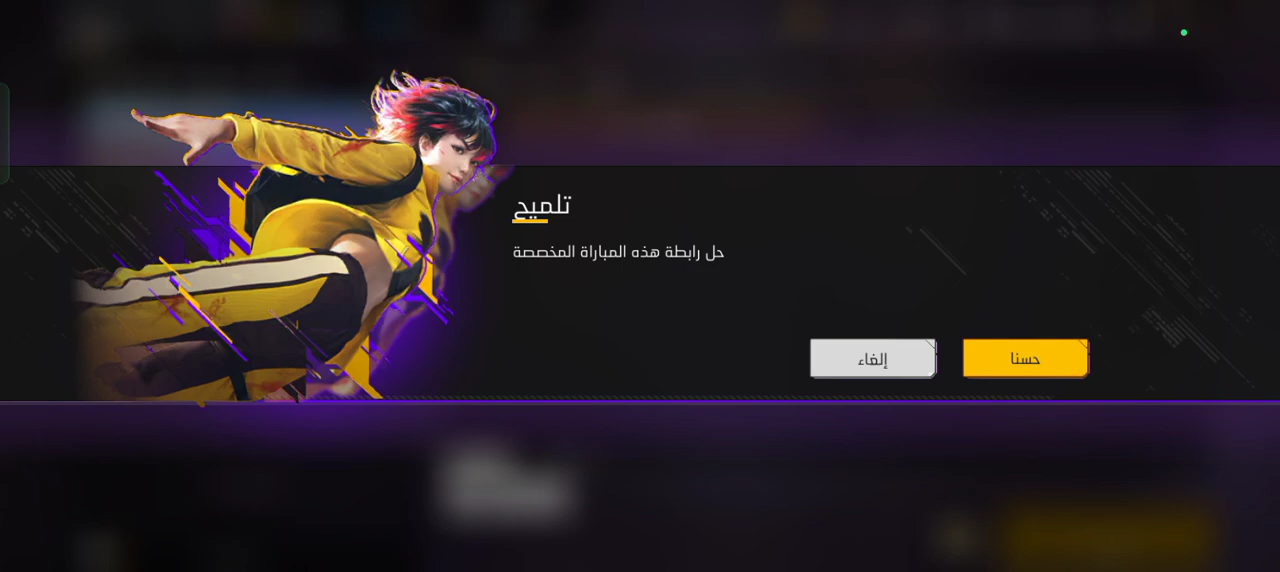 تلميح
حل رابطة هذه المباراة المخصصة
إلغاء
حسنا